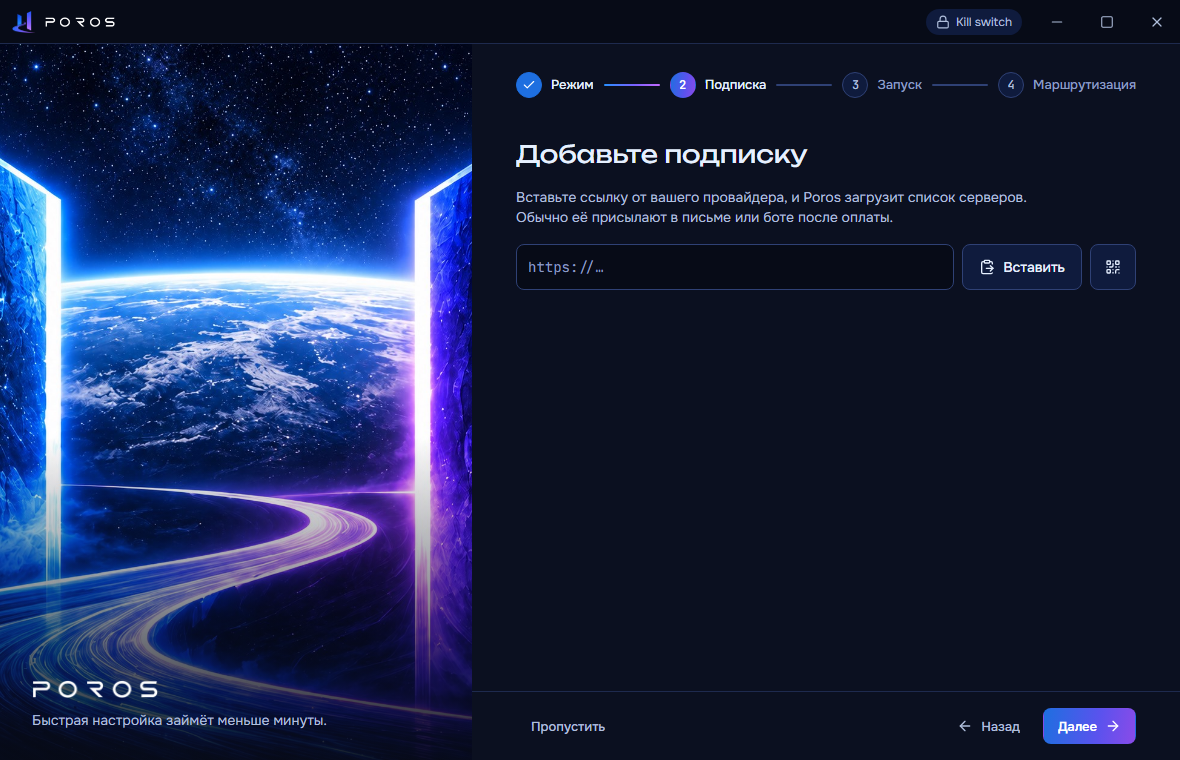 POROS
Kill switch
Режим
2 Подписка
3 Запуск
4 Маршрутизация
Добавьте подписку
Вставьте ссылку от вашего провайдера, и Poros загрузит список серверов.
Обычно её присылают в письме или боте после оплаты.
https://…
Вставить
POROS
Быстрая настройка займёт меньше минуты.
Пропустить
Назад
Далее